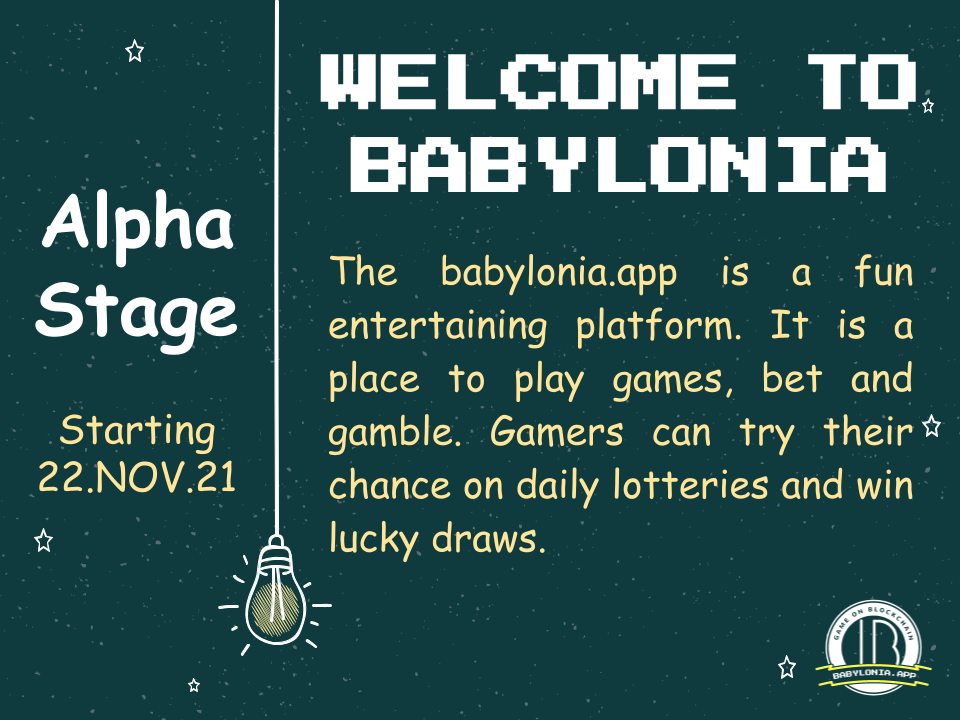 Alpha
Stage
Starting
22.NOV.21
WELCOME TO
BABYLONIA
The babylonia.app is a fun
entertaining platform. It is a
place to play games, bet and
gamble. Gamers can try their
chance on daily lotteries and win
lucky draws.
GAME ON BLOCKCHAIN
BABYLONIA.APP